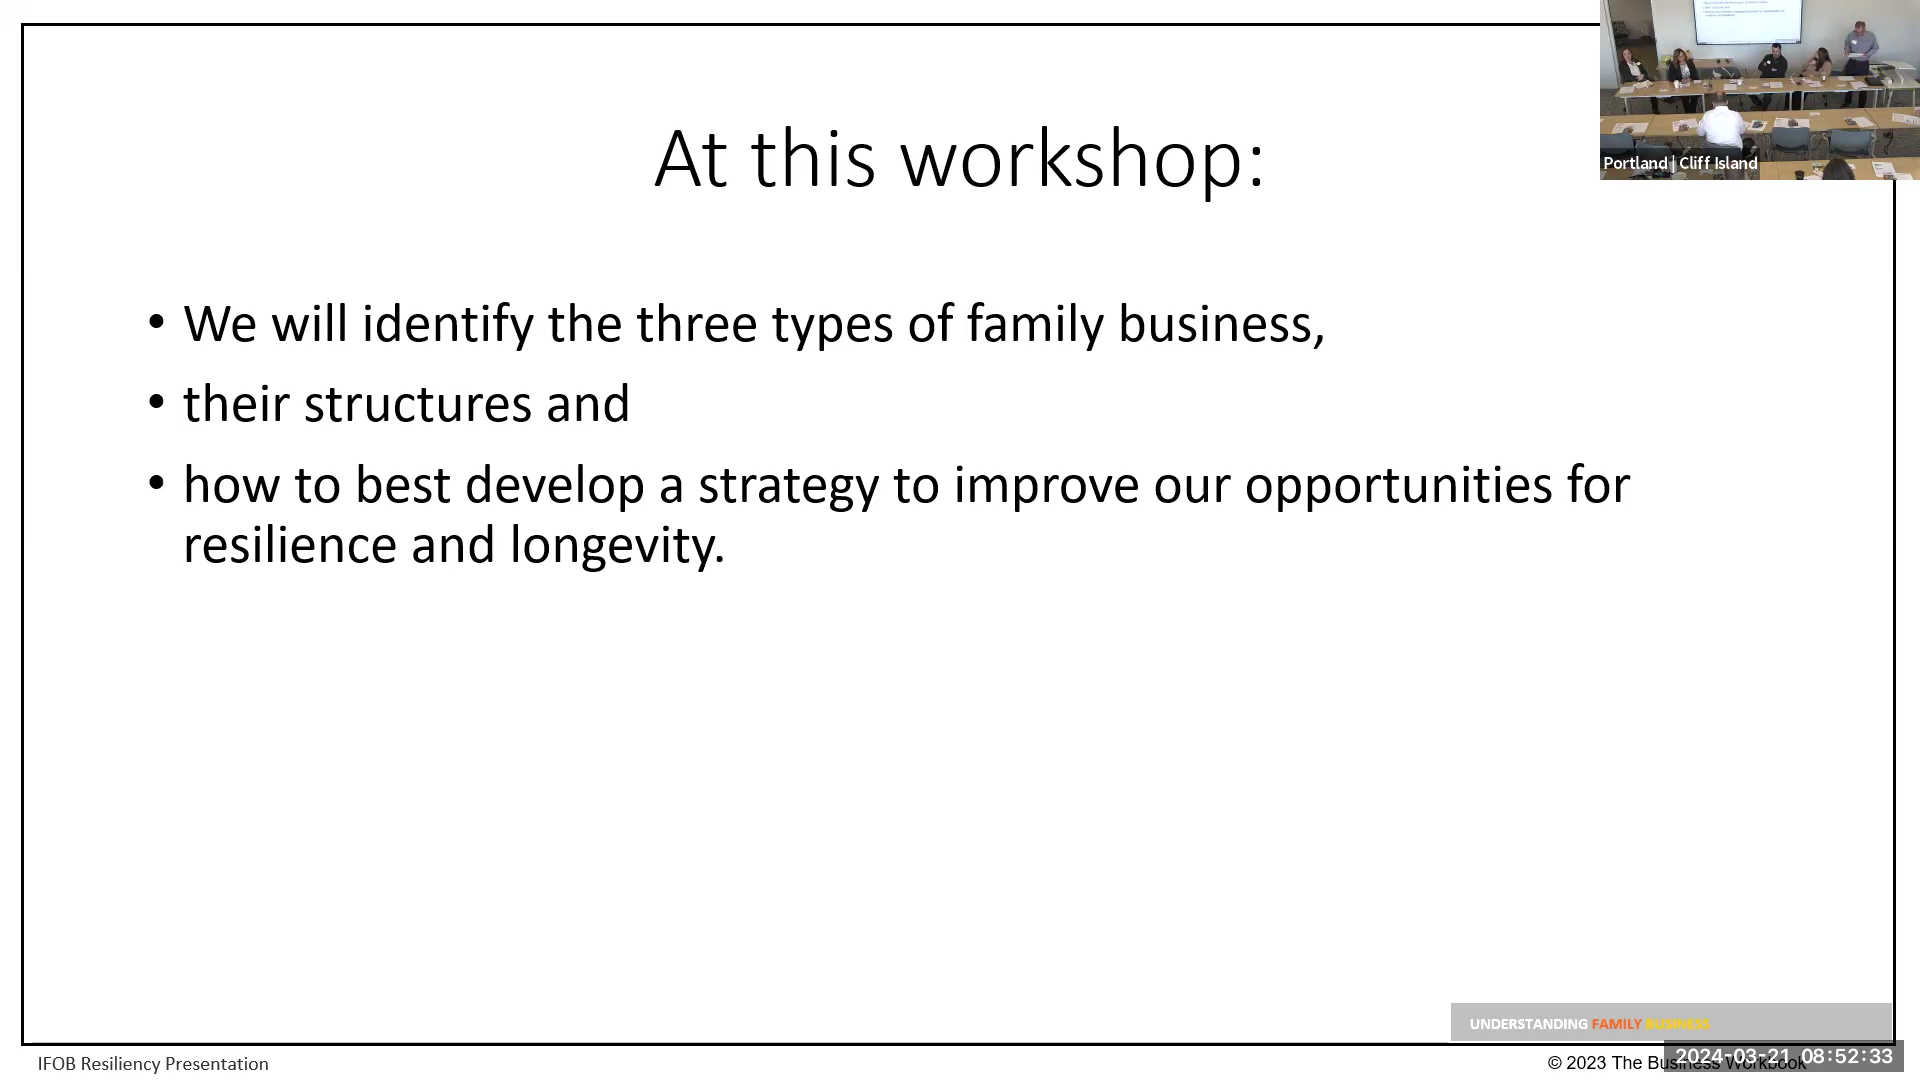 At this workshop:
Portland | Cliff Island
• We will identify the three types of family business,
• their structures and
• how to best develop a strategy to improve our opportunities for
resilience and longevity.
UNDERSTANDING FAMILY BUSINESS
IFOB Resiliency Presentation
© 2023 The Business Workbook
2024-03-21 08:52:33